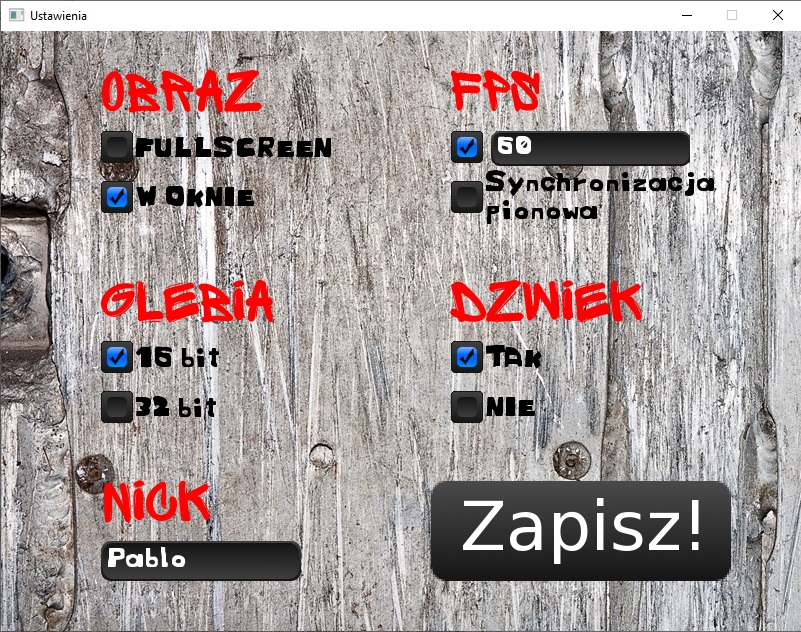 Ustawienia
OBRAZ
FULLSCREEN
W OKNIE
FPS
60
Synchronizacja
pionowa
GLEBIA
16 bit
32 bit
DZWIEK
TAK
NIE
NICK
Pablo
Zapisz!